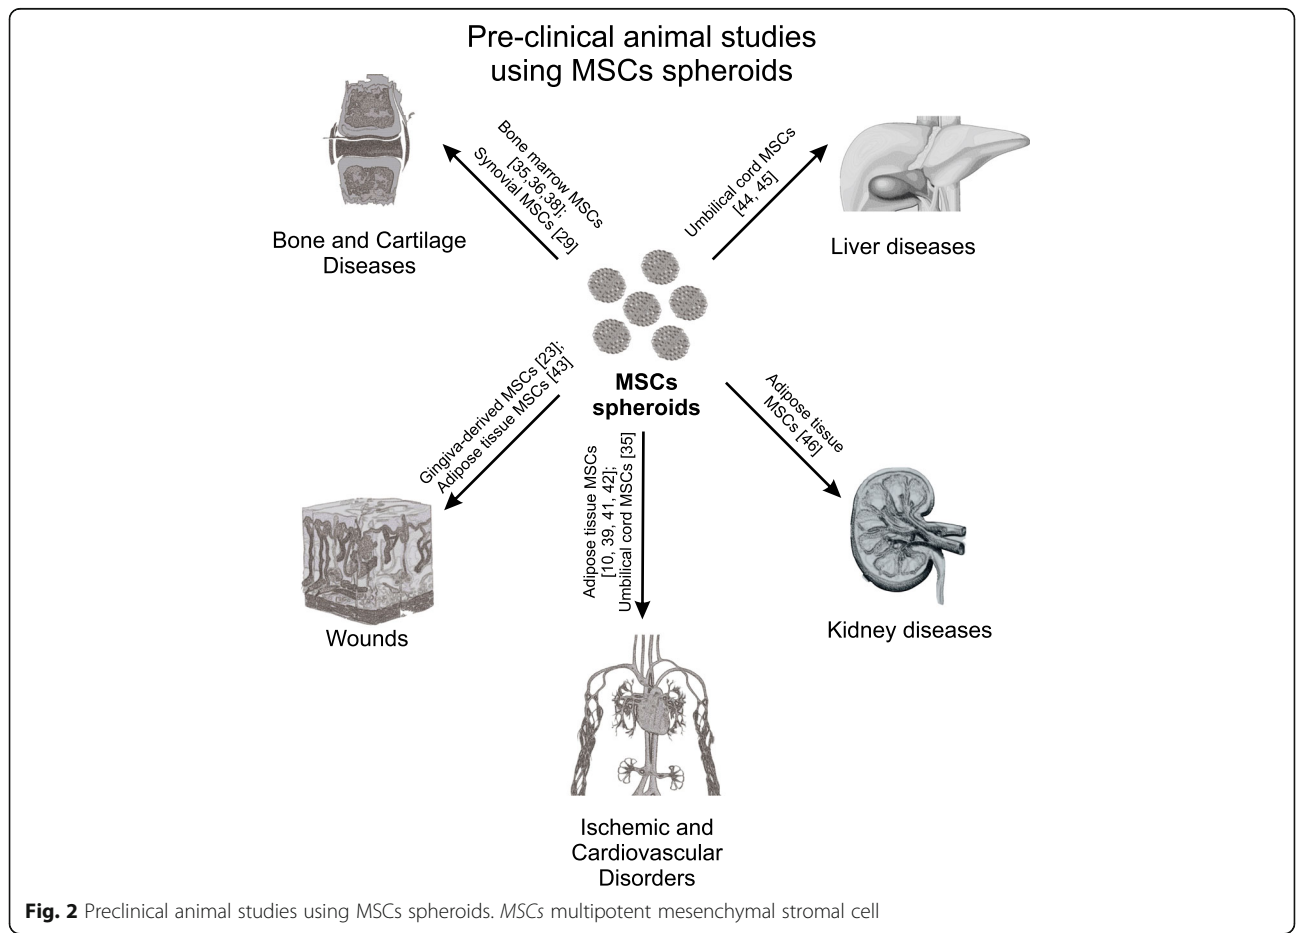 Pre-clinical animal studies
using MSCs spheroids
Bone marrow MSCs
[35,36,38];
Synovial MSCs [29]
Umbilical cord MSCs
[44, 45]
Bone and Cartilage
Diseases
Liver diseases
MSCs
spheroids
Gingiva-derived MSCs [23];
Adipose tissue MSCs [43]
Adipose tissue MSCs
[10, 39, 41, 42];
Umbilical cord MSCs [35]
Adipose tissue
MSCs [46]
Wounds
Kidney diseases
Ischemic and
Cardiovascular
Disorders
Fig. 2 Preclinical animal studies using MSCs spheroids. MSCs multipotent mesenchymal stromal cell